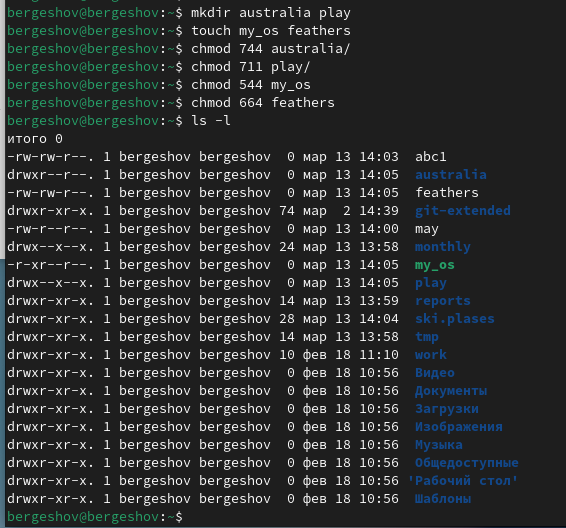 bergeshov@bergeshov:~$ mkdir australia play
bergeshov@bergeshov:~$ touch my_os feathers
bergeshov@bergeshov:~$ chmod 744 australia/
bergeshov@bergeshov:~$ chmod 711 play/
bergeshov@bergeshov:~$ chmod 544 my_os
bergeshov@bergeshov:~$ chmod 664 feathers
bergeshov@bergeshov:~$ ls -l
итого 0
-rw-rw-r--. 1 bergeshov bergeshov  0 мар 13 14:03  abc1
drwxr--r--. 1 bergeshov bergeshov  0 мар 13 14:05  australia
-rw-rw-r--. 1 bergeshov bergeshov  0 мар 13 14:05  feathers
drwxr-xr-x. 1 bergeshov bergeshov 74 мар  2 14:39  git-extended
-rw-r--r--. 1 bergeshov bergeshov  0 мар 13 14:00  may
drwx--x--x. 1 bergeshov bergeshov 24 мар 13 13:58  monthly
-r-xr--r--. 1 bergeshov bergeshov  0 мар 13 14:05  my_os
drwx--x--x. 1 bergeshov bergeshov  0 мар 13 14:05  play
drwxr-xr-x. 1 bergeshov bergeshov 14 мар 13 13:59  reports
drwxr-xr-x. 1 bergeshov bergeshov 28 мар 13 14:04  ski.plases
drwxr-xr-x. 1 bergeshov bergeshov 14 мар 13 13:58  tmp
drwxr-xr-x. 1 bergeshov bergeshov 10 фев 18 11:10  work
drwxr-xr-x. 1 bergeshov bergeshov  0 фев 18 10:56  Видео
drwxr-xr-x. 1 bergeshov bergeshov  0 фев 18 10:56  Документы
drwxr-xr-x. 1 bergeshov bergeshov  0 фев 18 10:56  Загрузки
drwxr-xr-x. 1 bergeshov bergeshov  0 фев 18 10:56  Изображения
drwxr-xr-x. 1 bergeshov bergeshov  0 фев 18 10:56  Музыка
drwxr-xr-x. 1 bergeshov bergeshov  0 фев 18 10:56  Общедоступные
drwxr-xr-x. 1 bergeshov bergeshov  0 фев 18 10:56 'Рабочий стол'
drwxr-xr-x. 1 bergeshov bergeshov  0 фев 18 10:56  Шаблоны
bergeshov@bergeshov:~$